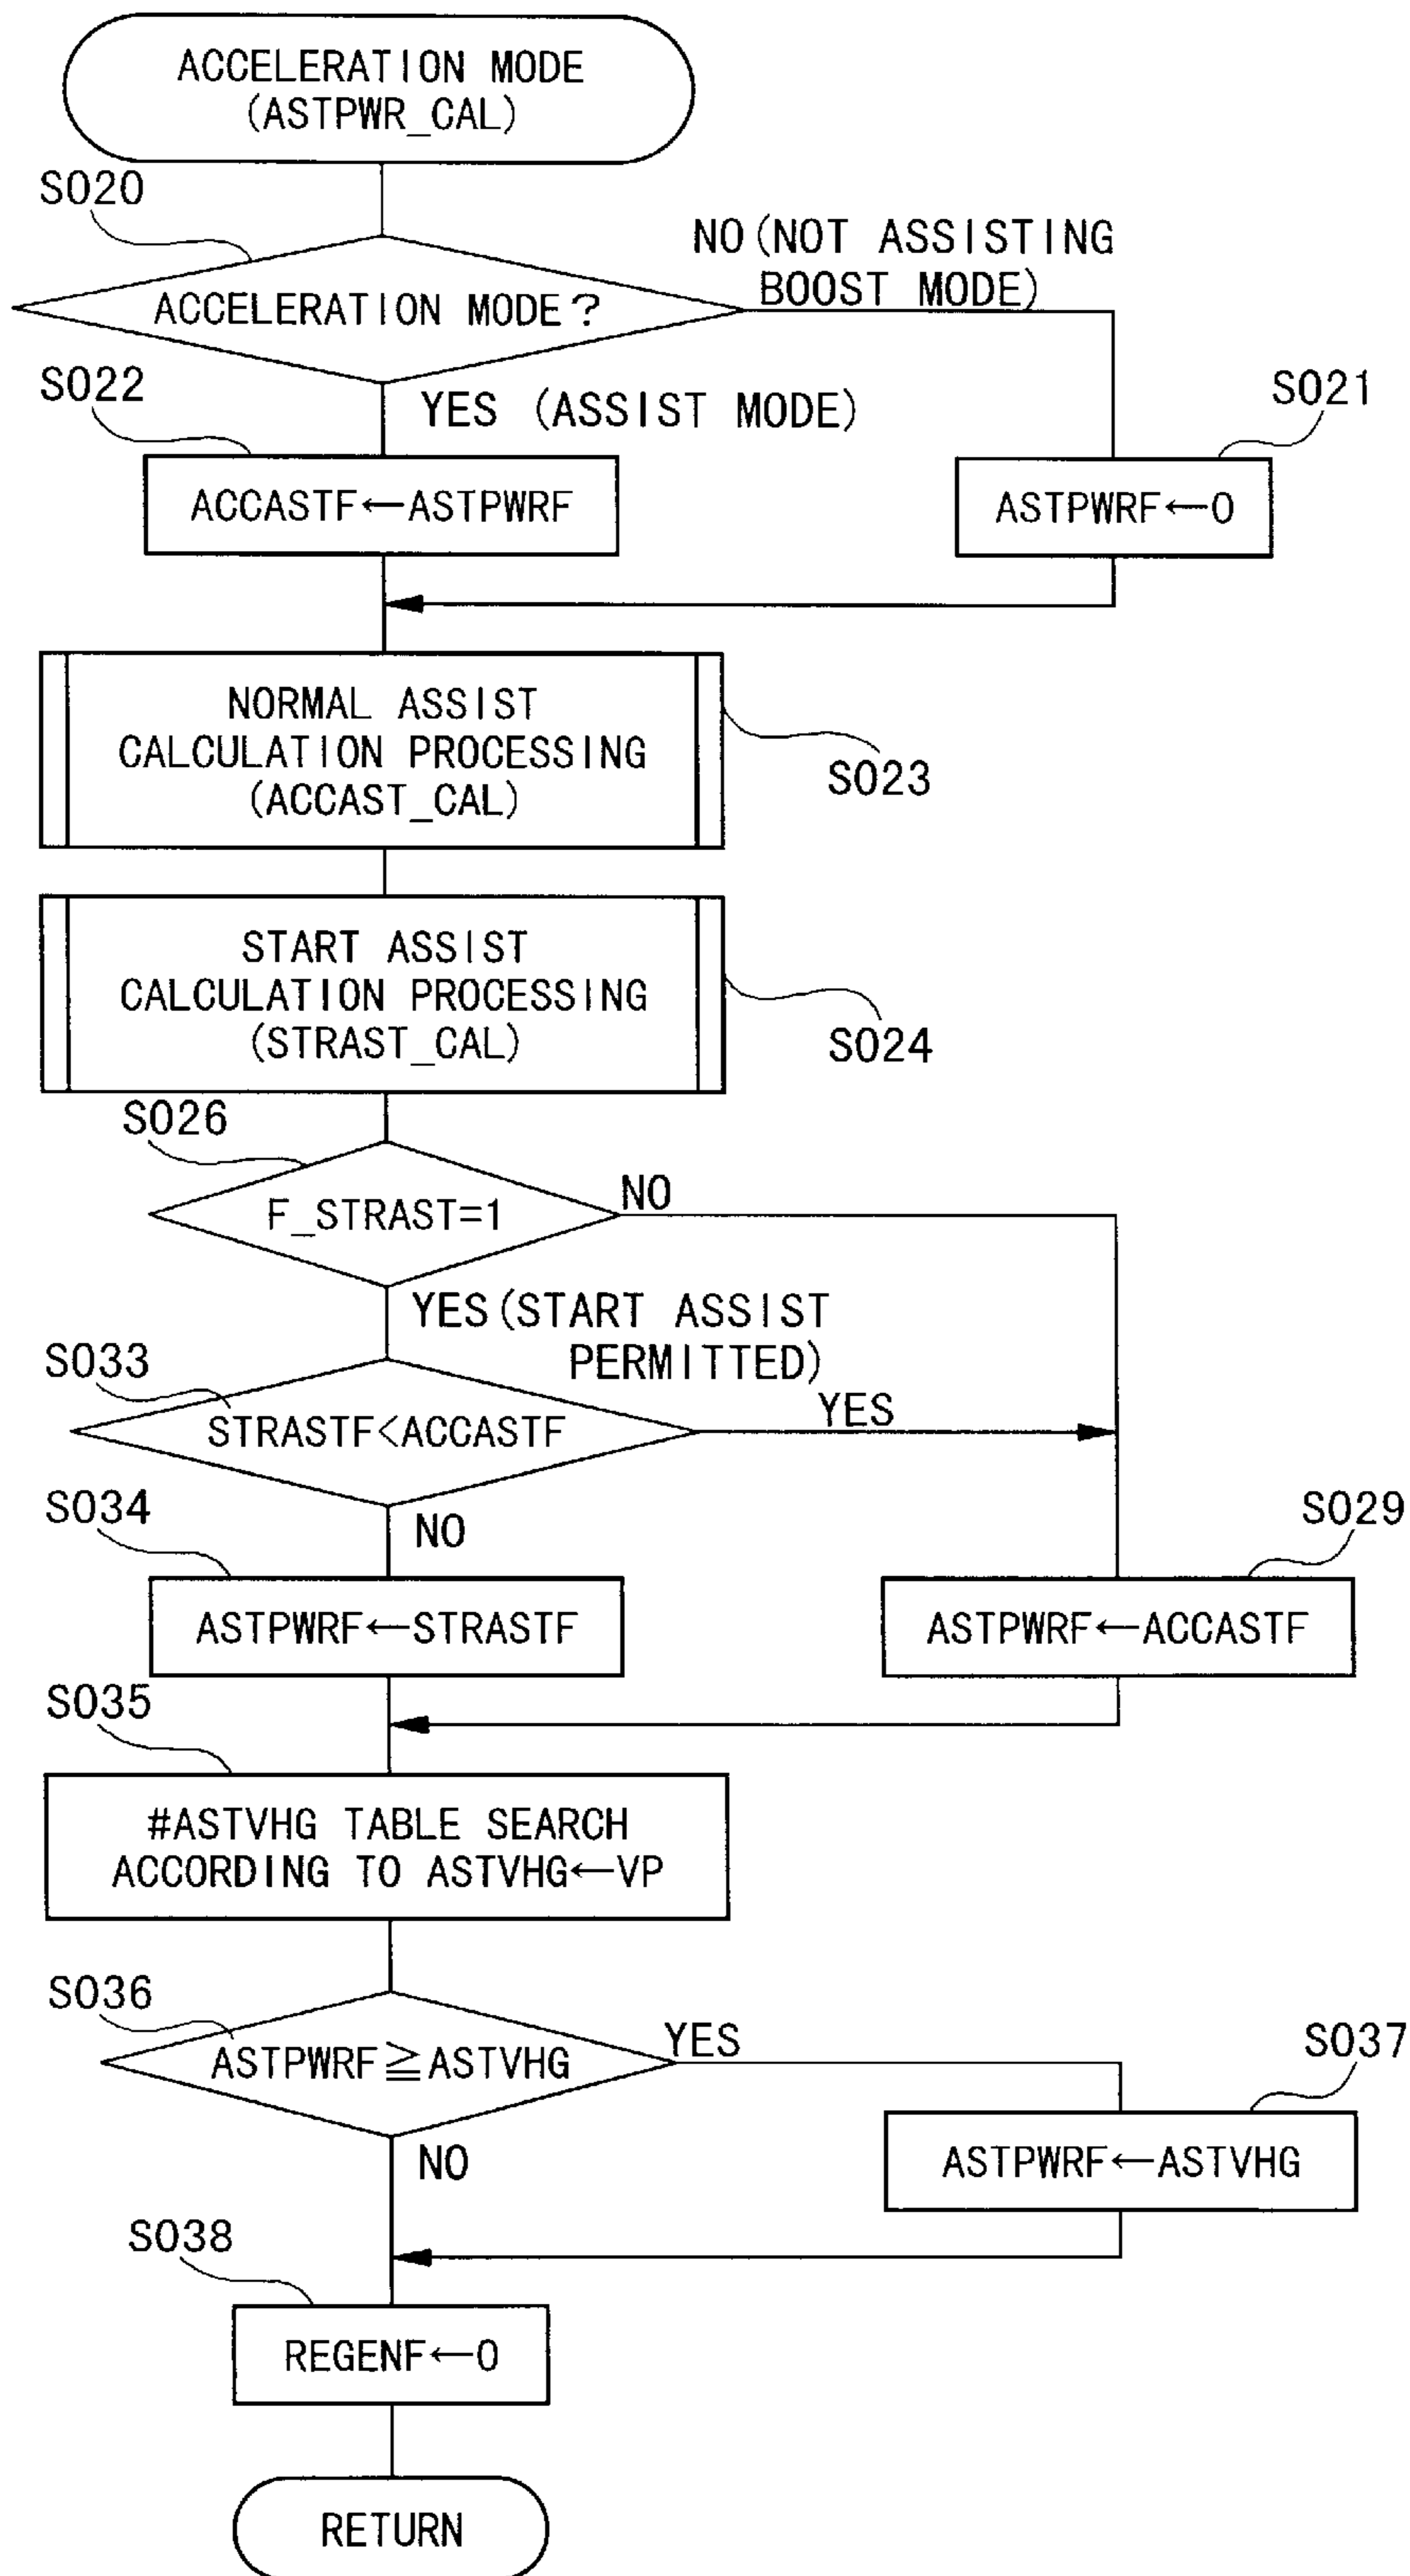 ACCELERATION MODE
(ASTPWR_CAL)
S020
NO(NOT ASSISTING
BOOST MODE)
ACCELERATION MODE?
S022
YES (ASSIST MODE)
S021
ACCASTF←ASTPWRF
ASTPWRF←0
NORMAL ASSIST
CALCULATION PROCESSING
(ACCAST_CAL)
S023
START ASSIST
CALCULATION PROCESSING
(STRAST_CAL)
S024
S026
F_STRAST=1
NO
YES(START ASSIST
PERMITTED)
S033
STRASTF<ACCASTF
YES
S034
NO
S029
ASTPWRF←STRASTF
ASTPWRF←ACCASTF
S035
#ASTVHG TABLE SEARCH
ACCORDING TO ASTVHG←VP
S036
ASTPWRF≧ASTVHG
YES
S037
NO
ASTPWRF←ASTVHG
S038
REGENF←0
RETURN